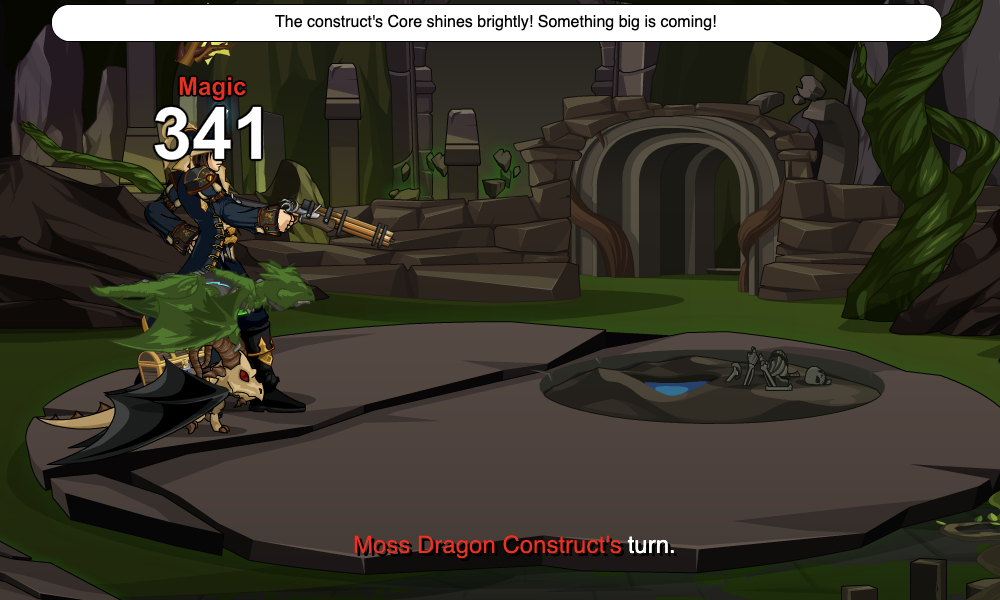 The construct's Core shines brightly! Something big is coming!
Magic
341
Moss Dragon Construct's turn.